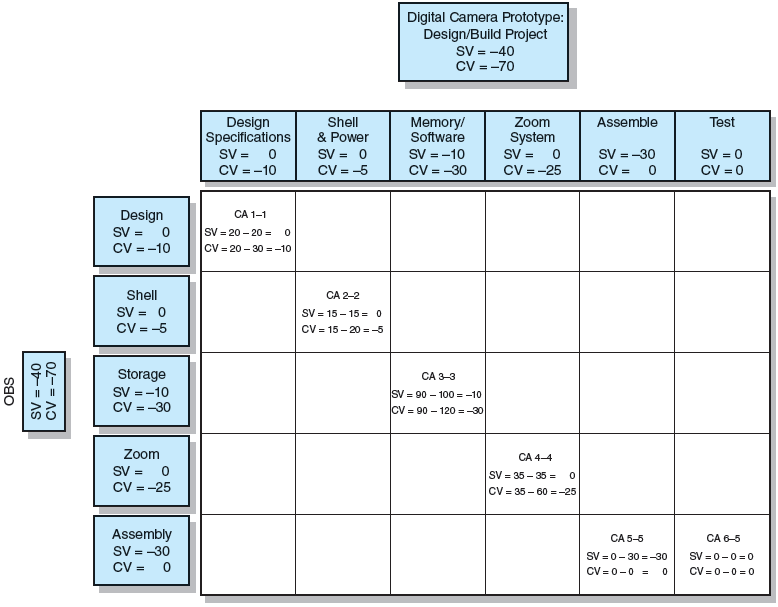 Digital Camera Prototype:
Design/Build Project
SV = –40
CV = –70
Design
Specifications
SV = 0
CV = –10
Shell
& Power
SV = 0
CV = –5
Memory/
Software
SV = –10
CV = –30
Zoom
System
SV = 0
CV = –25
Assemble
SV = –30
CV = 0
Test
SV = 0
CV = 0
Design
SV = 0
CV = –10
CA 1–1
SV = 20 – 20 = 0
CV = 20 – 30 = –10
Shell
SV = 0
CV = –5
CA 2–2
SV = 15 – 15 = 0
CV = 15 – 20 = –5
OBS
SV = –40
CV = –70
Storage
SV = –10
CV = –30
CA 3–3
SV = 90 – 100 = –10
CV = 90 – 120 = –30
Zoom
SV = 0
CV = –25
CA 4–4
SV = 35 – 35 = 0
CV = 35 – 60 = –25
Assembly
SV = –30
CV = 0
CA 5–5
SV = 0 – 30 = –30
CV = 0 – 0 = 0
CA 6–5
SV = 0 – 0 = 0
CV = 0 – 0 = 0